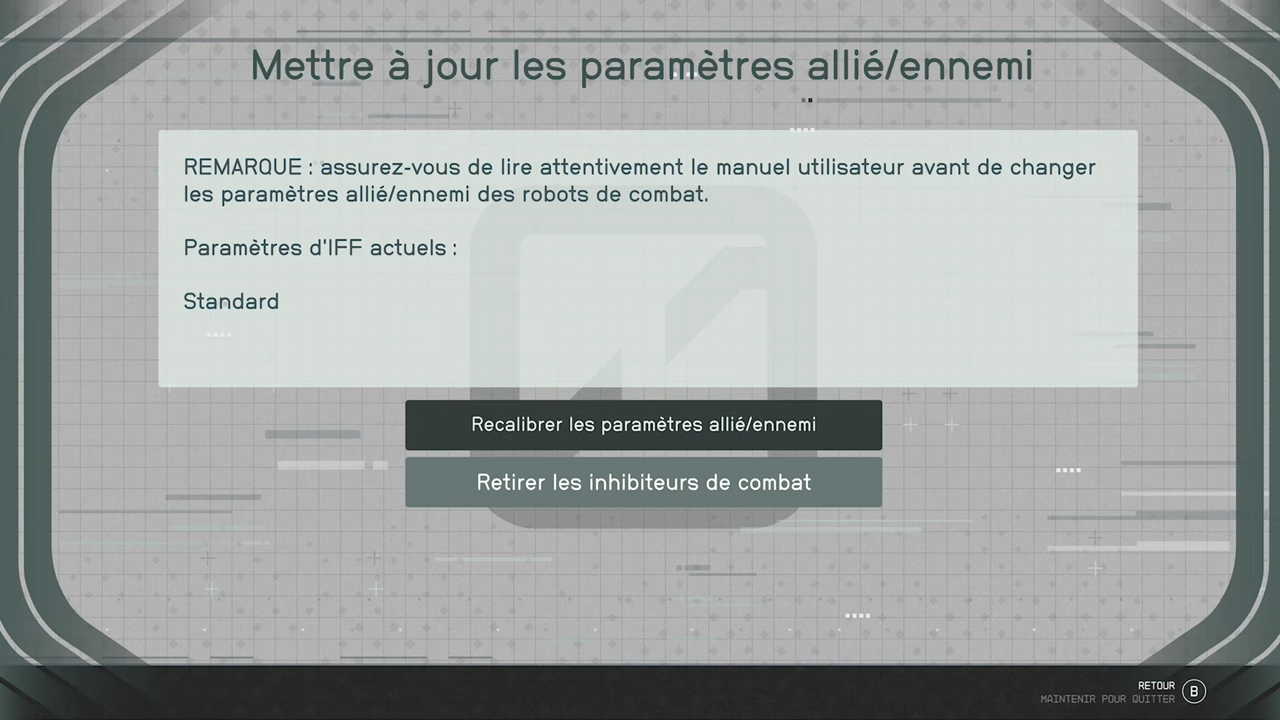 Mettre à jour les paramètres allié/ennemi
REMARQUE : assurez-vous de lire attentivement le manuel utilisateur avant de changer
les paramètres allié/ennemi des robots de combat.
Paramètres d'IFF actuels :
Standard
Recalibrer les paramètres allié/ennemi
Retirer les inhibiteurs de combat
RETOUR B
MAINTENIR POUR QUITTER